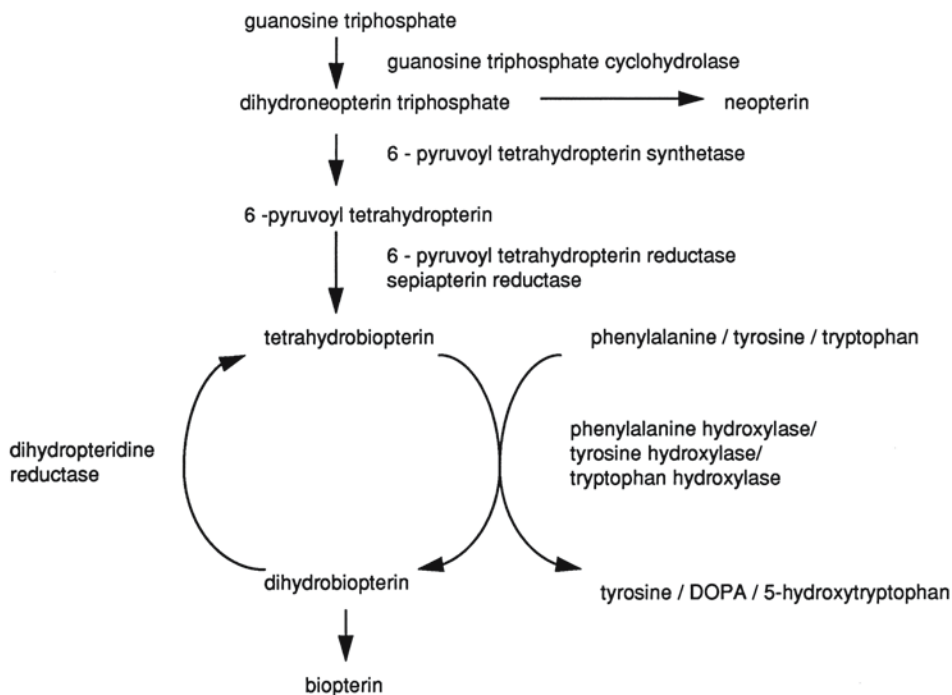 guanosine triphosphate
guanosine triphosphate cyclohydrolase
dihydroneopterin triphosphate
neopterin
6 - pyruvoyl tetrahydropterin synthetase
6 -pyruvoyl tetrahydropterin
6 - pyruvoyl tetrahydropterin reductase
sepiapterin reductase
tetrahydrobiopterin
phenylalanine / tyrosine / tryptophan
dihydropteridine
reductase
phenylalanine hydroxylase/
tyrosine hydroxylase/
tryptophan hydroxylase
dihydrobiopterin
tyrosine / DOPA / 5-hydroxytryptophan
biopterin